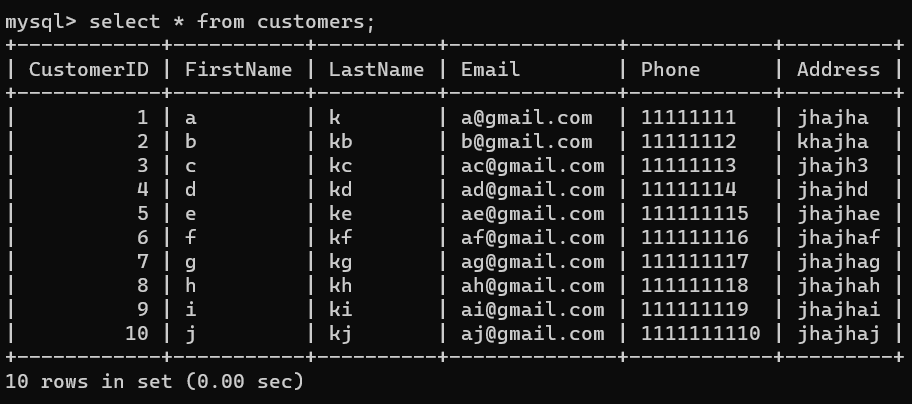 mysql> select * from customers;
+------------+-----------+----------+--------------+------------+---------+
| CustomerID | FirstName | LastName | Email        | Phone      | Address |
+------------+-----------+----------+--------------+------------+---------+
|          1 | a         | k        | a@gmail.com  | 11111111   | jhajha  |
|          2 | b         | kb       | b@gmail.com  | 11111112   | khajha  |
|          3 | c         | kc       | ac@gmail.com | 11111113   | jhajh3  |
|          4 | d         | kd       | ad@gmail.com | 11111114   | jhajhd  |
|          5 | e         | ke       | ae@gmail.com | 111111115  | jhajhae |
|          6 | f         | kf       | af@gmail.com | 111111116  | jhajhaf |
|          7 | g         | kg       | ag@gmail.com | 111111117  | jhajhag |
|          8 | h         | kh       | ah@gmail.com | 111111118  | jhajhah |
|          9 | i         | ki       | ai@gmail.com | 111111119  | jhajhai |
|         10 | j         | kj       | aj@gmail.com | 1111111110 | jhajhaj |
+------------+-----------+----------+--------------+------------+---------+
10 rows in set (0.00 sec)